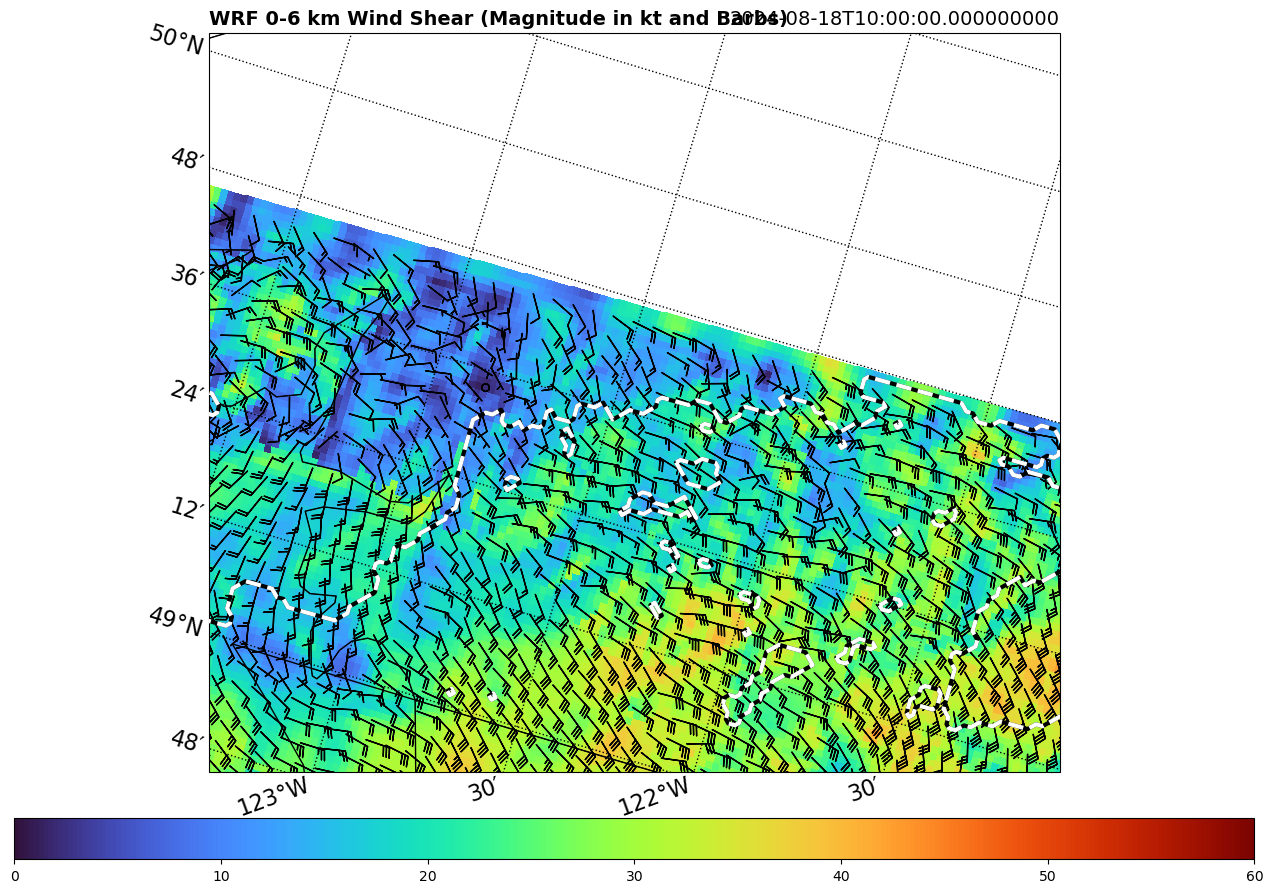 WRF 0-6 km Wind Shear (Magnitude in kt and Barbs)
2024-08-18T10:00:00.000000000
50°N
48′
36′
24′
12′
49°N
48′
123°W 30′ 122°W 30′
0 10 20 30 40 50 60